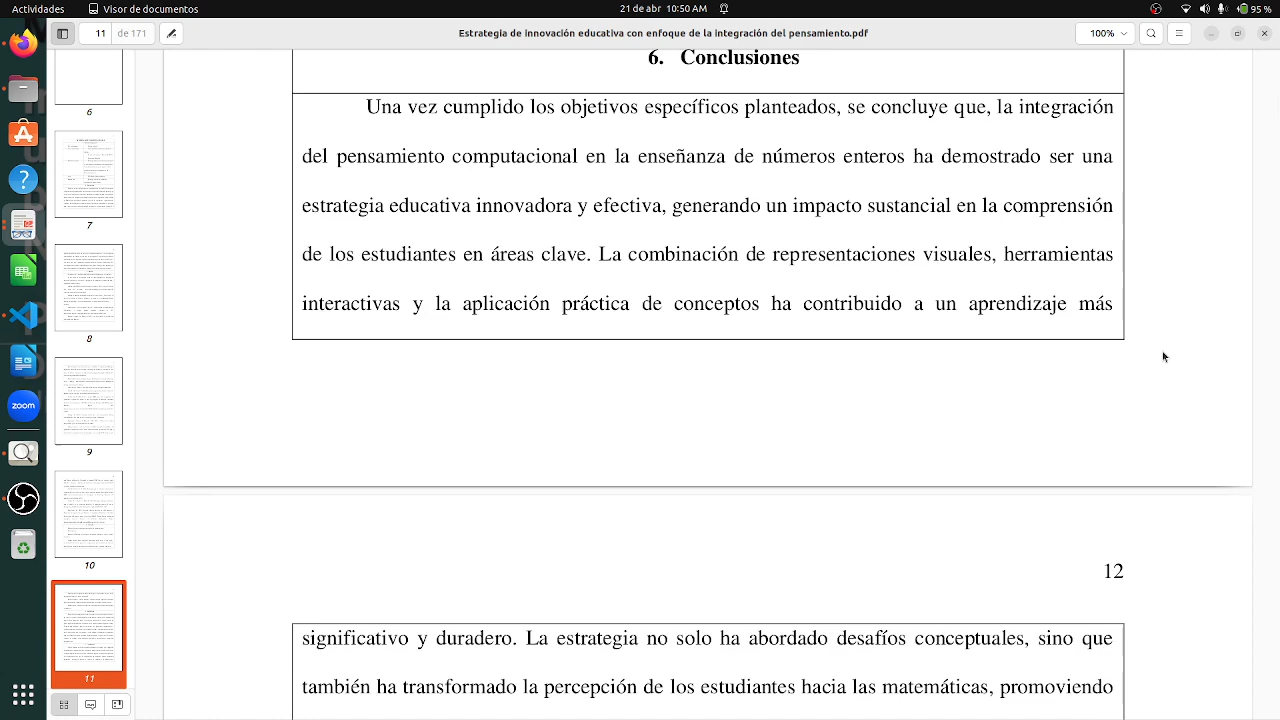 Actividades
Visor de documentos
21 de abr 10:50 AM
95 %
11
de 171
Estrategia de innovación educativa con enfoque de la integración del pensamiento.pdf
100%
6
7
8
9
10
11
zoom
6. Conclusiones
Una vez cumplido los objetivos específicos planteados, se concluye que, la integración
del pensamiento computacional en la enseñanza de números enteros ha demostrado ser una
estrategia educativa innovadora y efectiva, generando un impacto sustancial en la comprensión
de los estudiantes en áreas clave. La combinación de representaciones visuales, herramientas
interactivas y la aplicación práctica de conceptos ha contribuido a un aprendizaje más
12
significativo y duradero. La estrategia no solo ha abordado desafíos conceptuales, sino que
también ha transformado la percepción de los estudiantes hacia las matemáticas, promoviendo